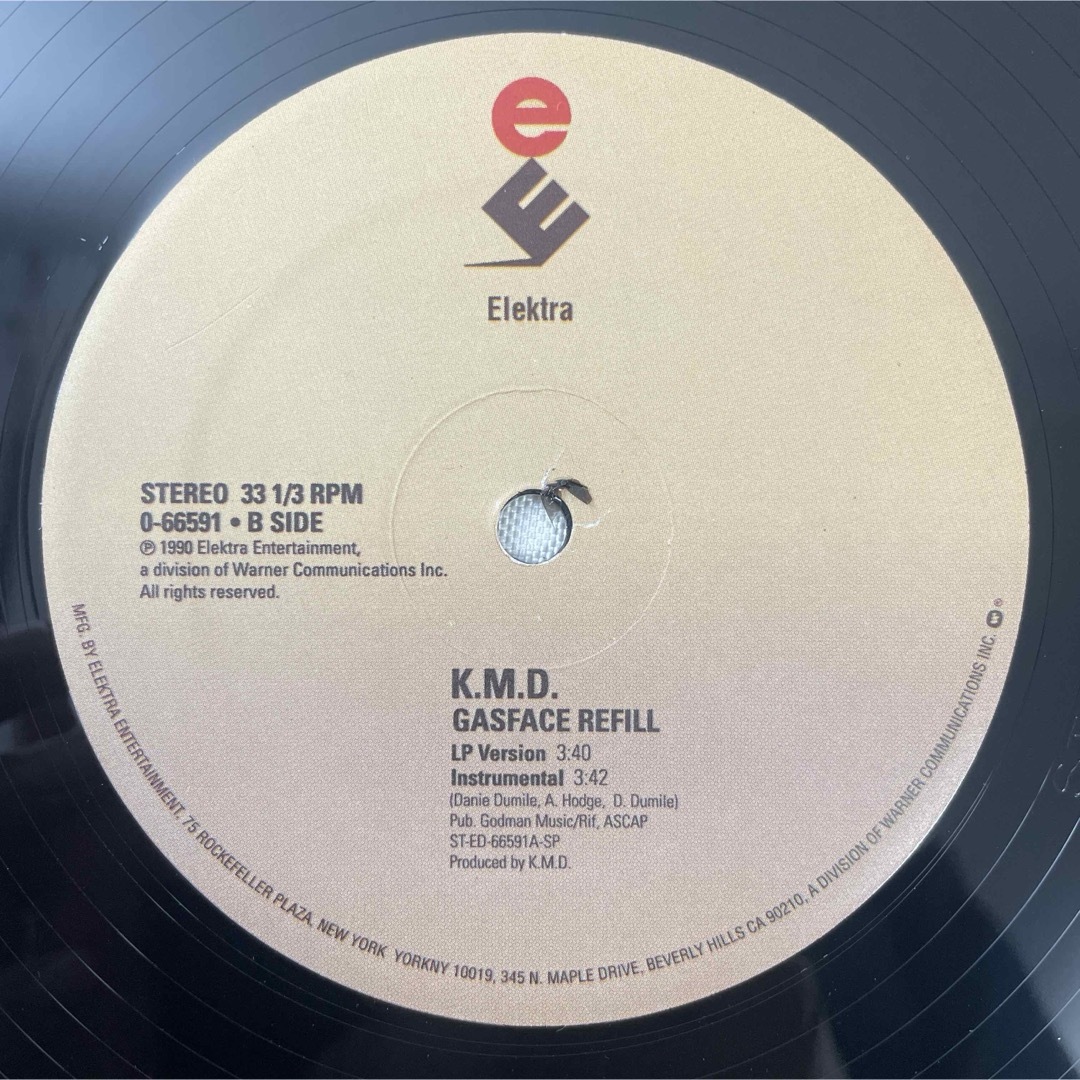 e
E
Elektra
STEREO 33 1/3 RPM
0-66591 • B SIDE
℗ 1990 Elektra Entertainment,
a division of Warner Communications Inc.
All rights reserved.
K.M.D.
GASFACE REFILL
LP Version 3:40
Instrumental 3:42
(Danie Dumile, A. Hodge, D. Dumile)
Pub. Godman Music/Rif, ASCAP
ST-ED-66591A-SP
Produced by K.M.D.
MFG. BY ELEKTRA ENTERTAINMENT, 75 ROCKEFELLER PLAZA, NEW YORK YORKNY 10019, 345 N. MAPLE DRIVE, BEVERLY HILLS CA 90210, A DIVISION OF WARNER COMMUNICATIONS INC. ®